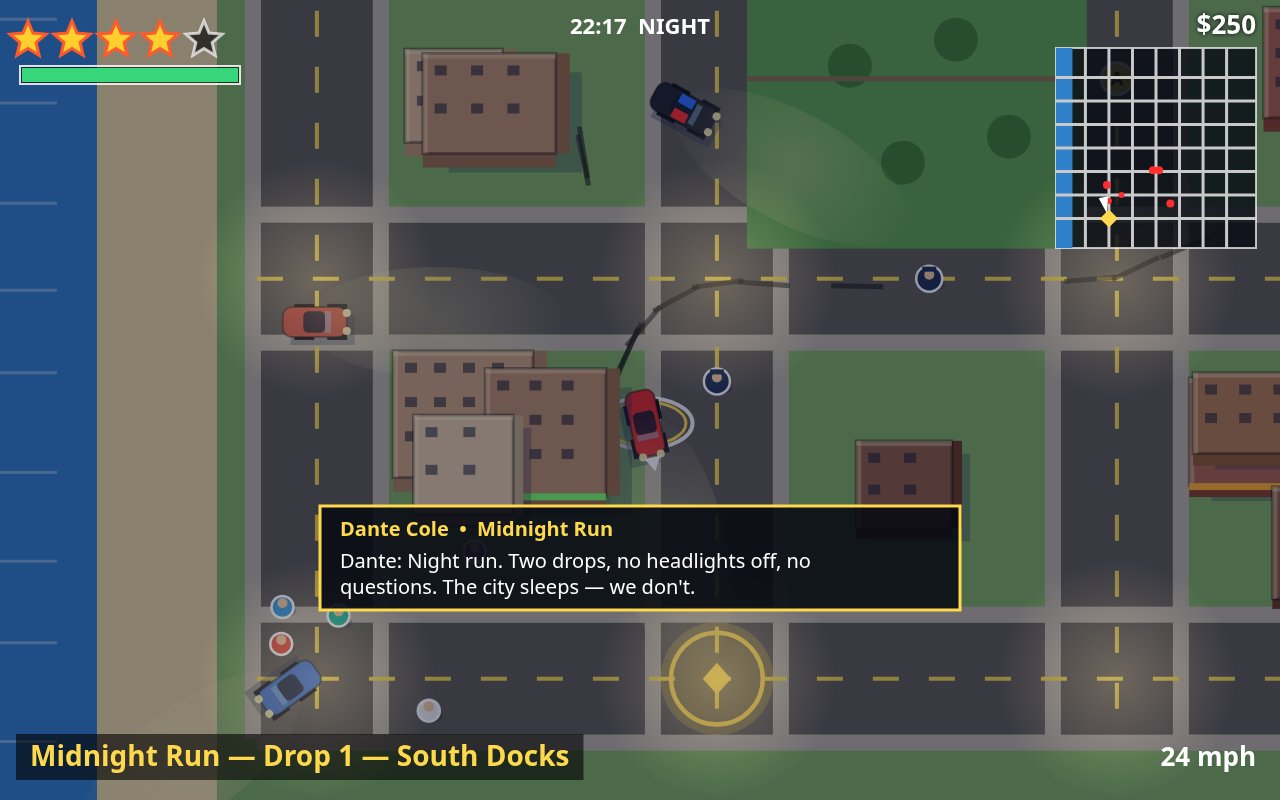 22:17 NIGHT
$250
Dante Cole • Midnight Run
Dante: Night run. Two drops, no headlights off, no
questions. The city sleeps — we don't.
Midnight Run — Drop 1 — South Docks
24 mph